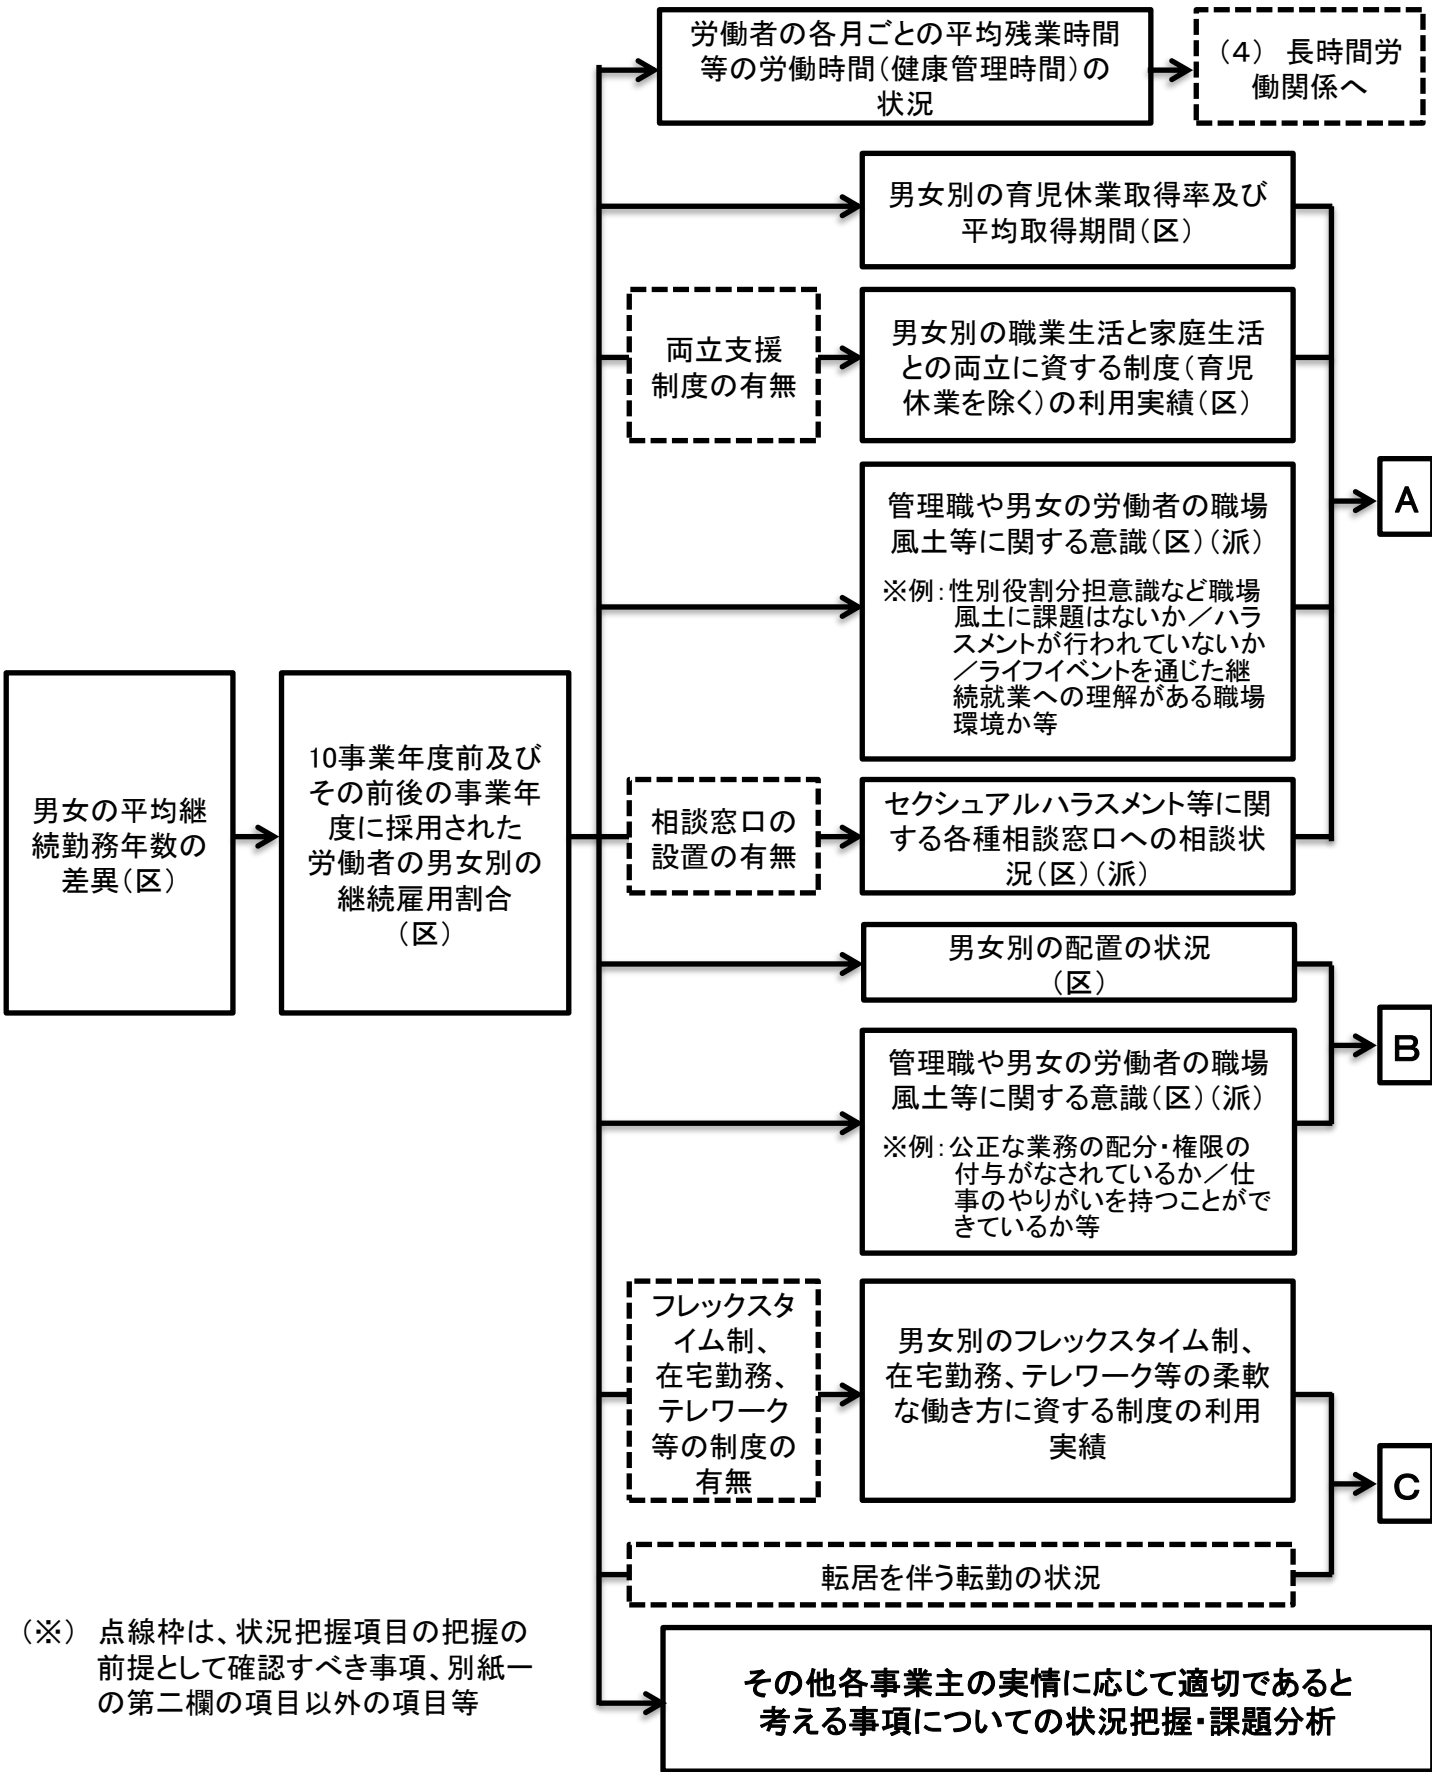 労働者の各月ごとの平均残業時間
等の労働時間（健康管理時間）の
状況
（４） 長時間労
働関係へ
男女別の育児休業取得率及び
平均取得期間（区）
両立支援
制度の有無
男女別の職業生活と家庭生活
との両立に資する制度（育児
休業を除く）の利用実績（区）
管理職や男女の労働者の職場
風土等に関する意識（区）（派）
※例：性別役割分担意識など職場
風土に課題はないか／ハラ
スメントが行われていないか
／ライフイベントを通じた継
続就業への理解がある職場
環境か等
A
男女の平均継
続勤務年数の
差異（区）
10事業年度前及び
その前後の事業年
度に採用された
労働者の男女別の
継続雇用割合
（区）
相談窓口の
設置の有無
セクシュアルハラスメント等に関
する各種相談窓口への相談状
況（区）（派）
男女別の配置の状況
（区）
管理職や男女の労働者の職場
風土等に関する意識（区）（派）
※例：公正な業務の配分・権限の
付与がなされているか／仕
事のやりがいを持つことがで
きているか等
B
フレックスタ
イム制、
在宅勤務、
テレワーク
等の制度の
有無
男女別のフレックスタイム制、
在宅勤務、テレワーク等の柔軟
な働き方に資する制度の利用
実績
C
転居を伴う転勤の状況
（※） 点線枠は、状況把握項目の把握の
前提として確認すべき事項、別紙一
の第二欄の項目以外の項目等
その他各事業主の実情に応じて適切であると
考える事項についての状況把握・課題分析